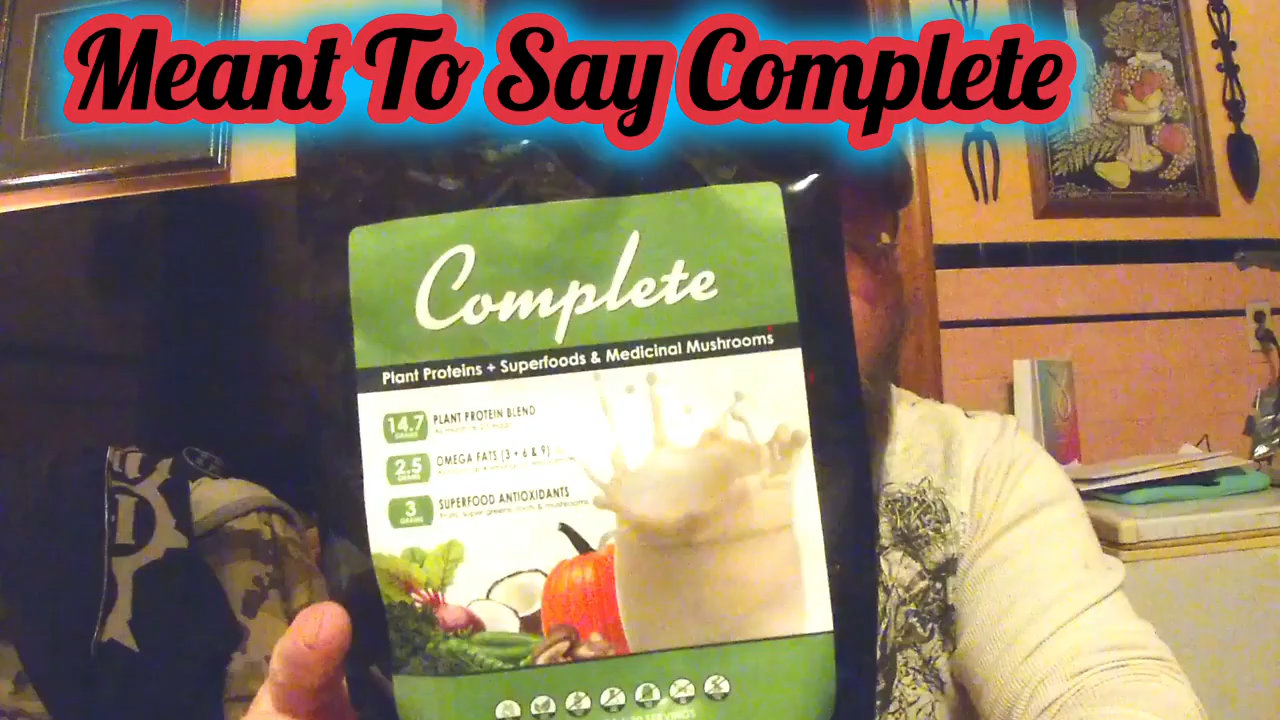 Meant To Say Complete
Complete
Plant Proteins + Superfoods & Medicinal Mushrooms
14.7
GRAMS
PLANT PROTEIN BLEND
2.5
GRAMS
OMEGA FATS (3 + 6 & 9)
3
GRAMS
SUPERFOOD ANTIOXIDANTS
SERVINGS